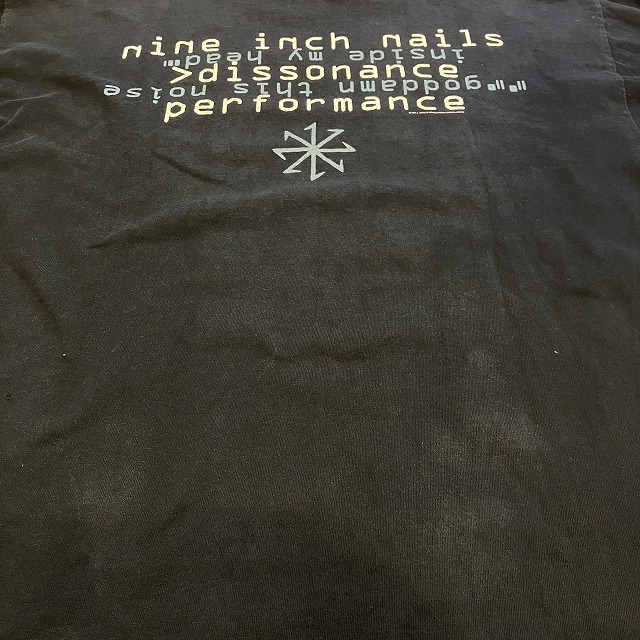 nine inch nails
inside my head"
>dissonance
""goddamn this noise
performance